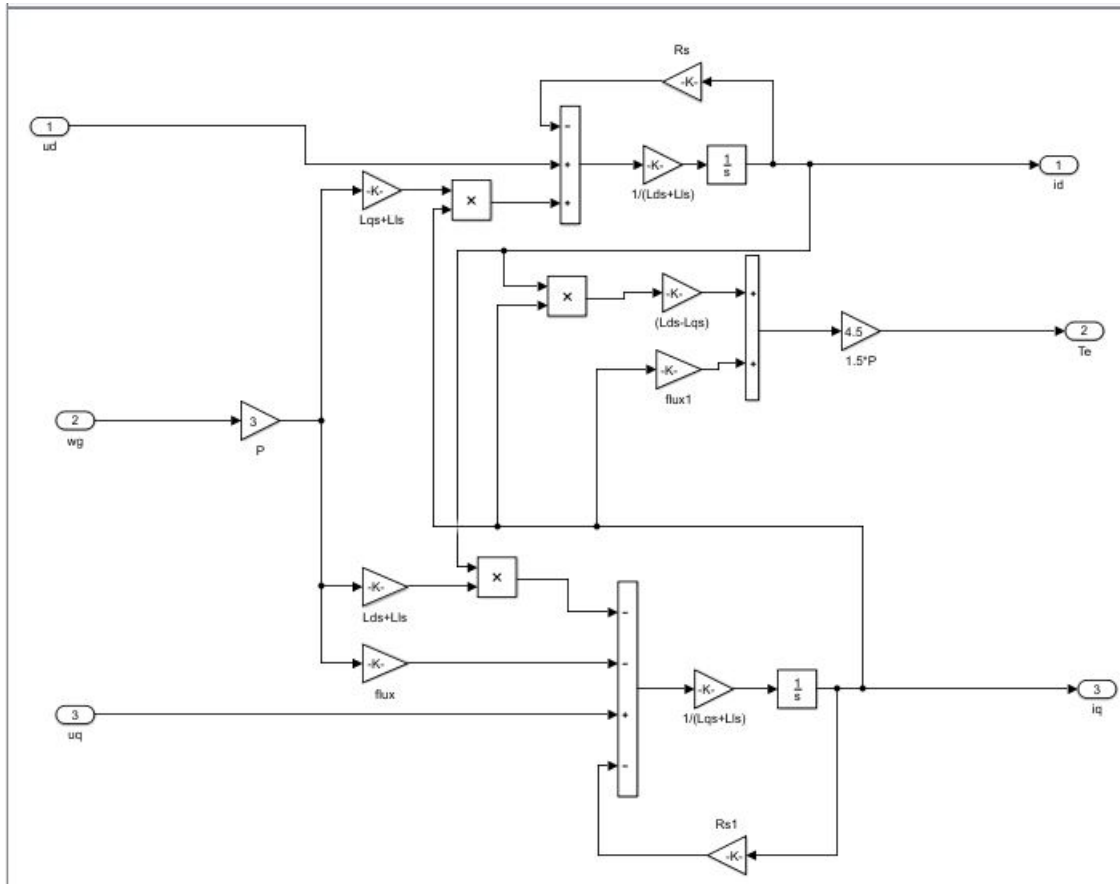 Rs
-K-
1
ud
-
+
+
-K-
1/(Lds+Lls)
1
s
1
id
-K-
Lqs+Lls
×
×
-K-
(Lds-Lqs)
+
+
4.5
1.5*P
2
Te
-K-
flux1
2
wg
3
P
×
-K-
Lds+Lls
-K-
flux
-
-
+
-
-K-
1/(Lqs+Lls)
1
s
3
iq
3
uq
Rs1
-K-